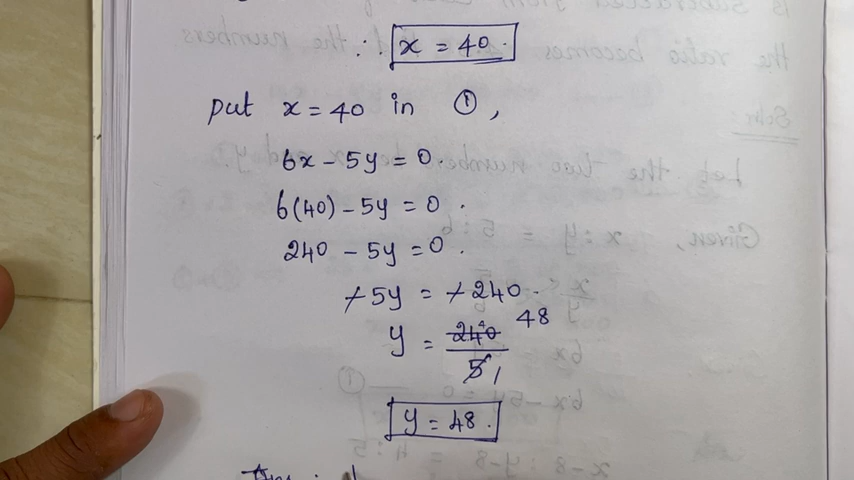 ∴ x = 40.
put x = 40 in ①,
6x - 5y = 0.
6(40) - 5y = 0.
240 - 5y = 0.
-5y = -240.
y = 240/5 48
1
y = 48.